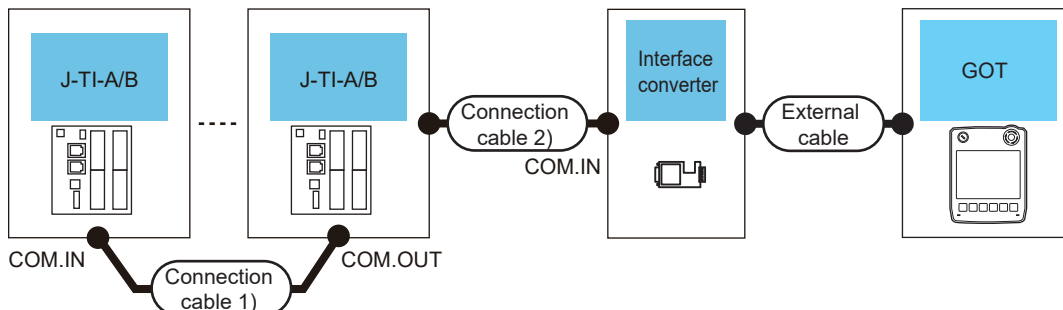 J-TI-A/B
J-TI-A/B
Interface
converter
GOT
Connection
cable 2)
External
cable
COM.IN
COM.IN
COM.OUT
Connection
cable 1)